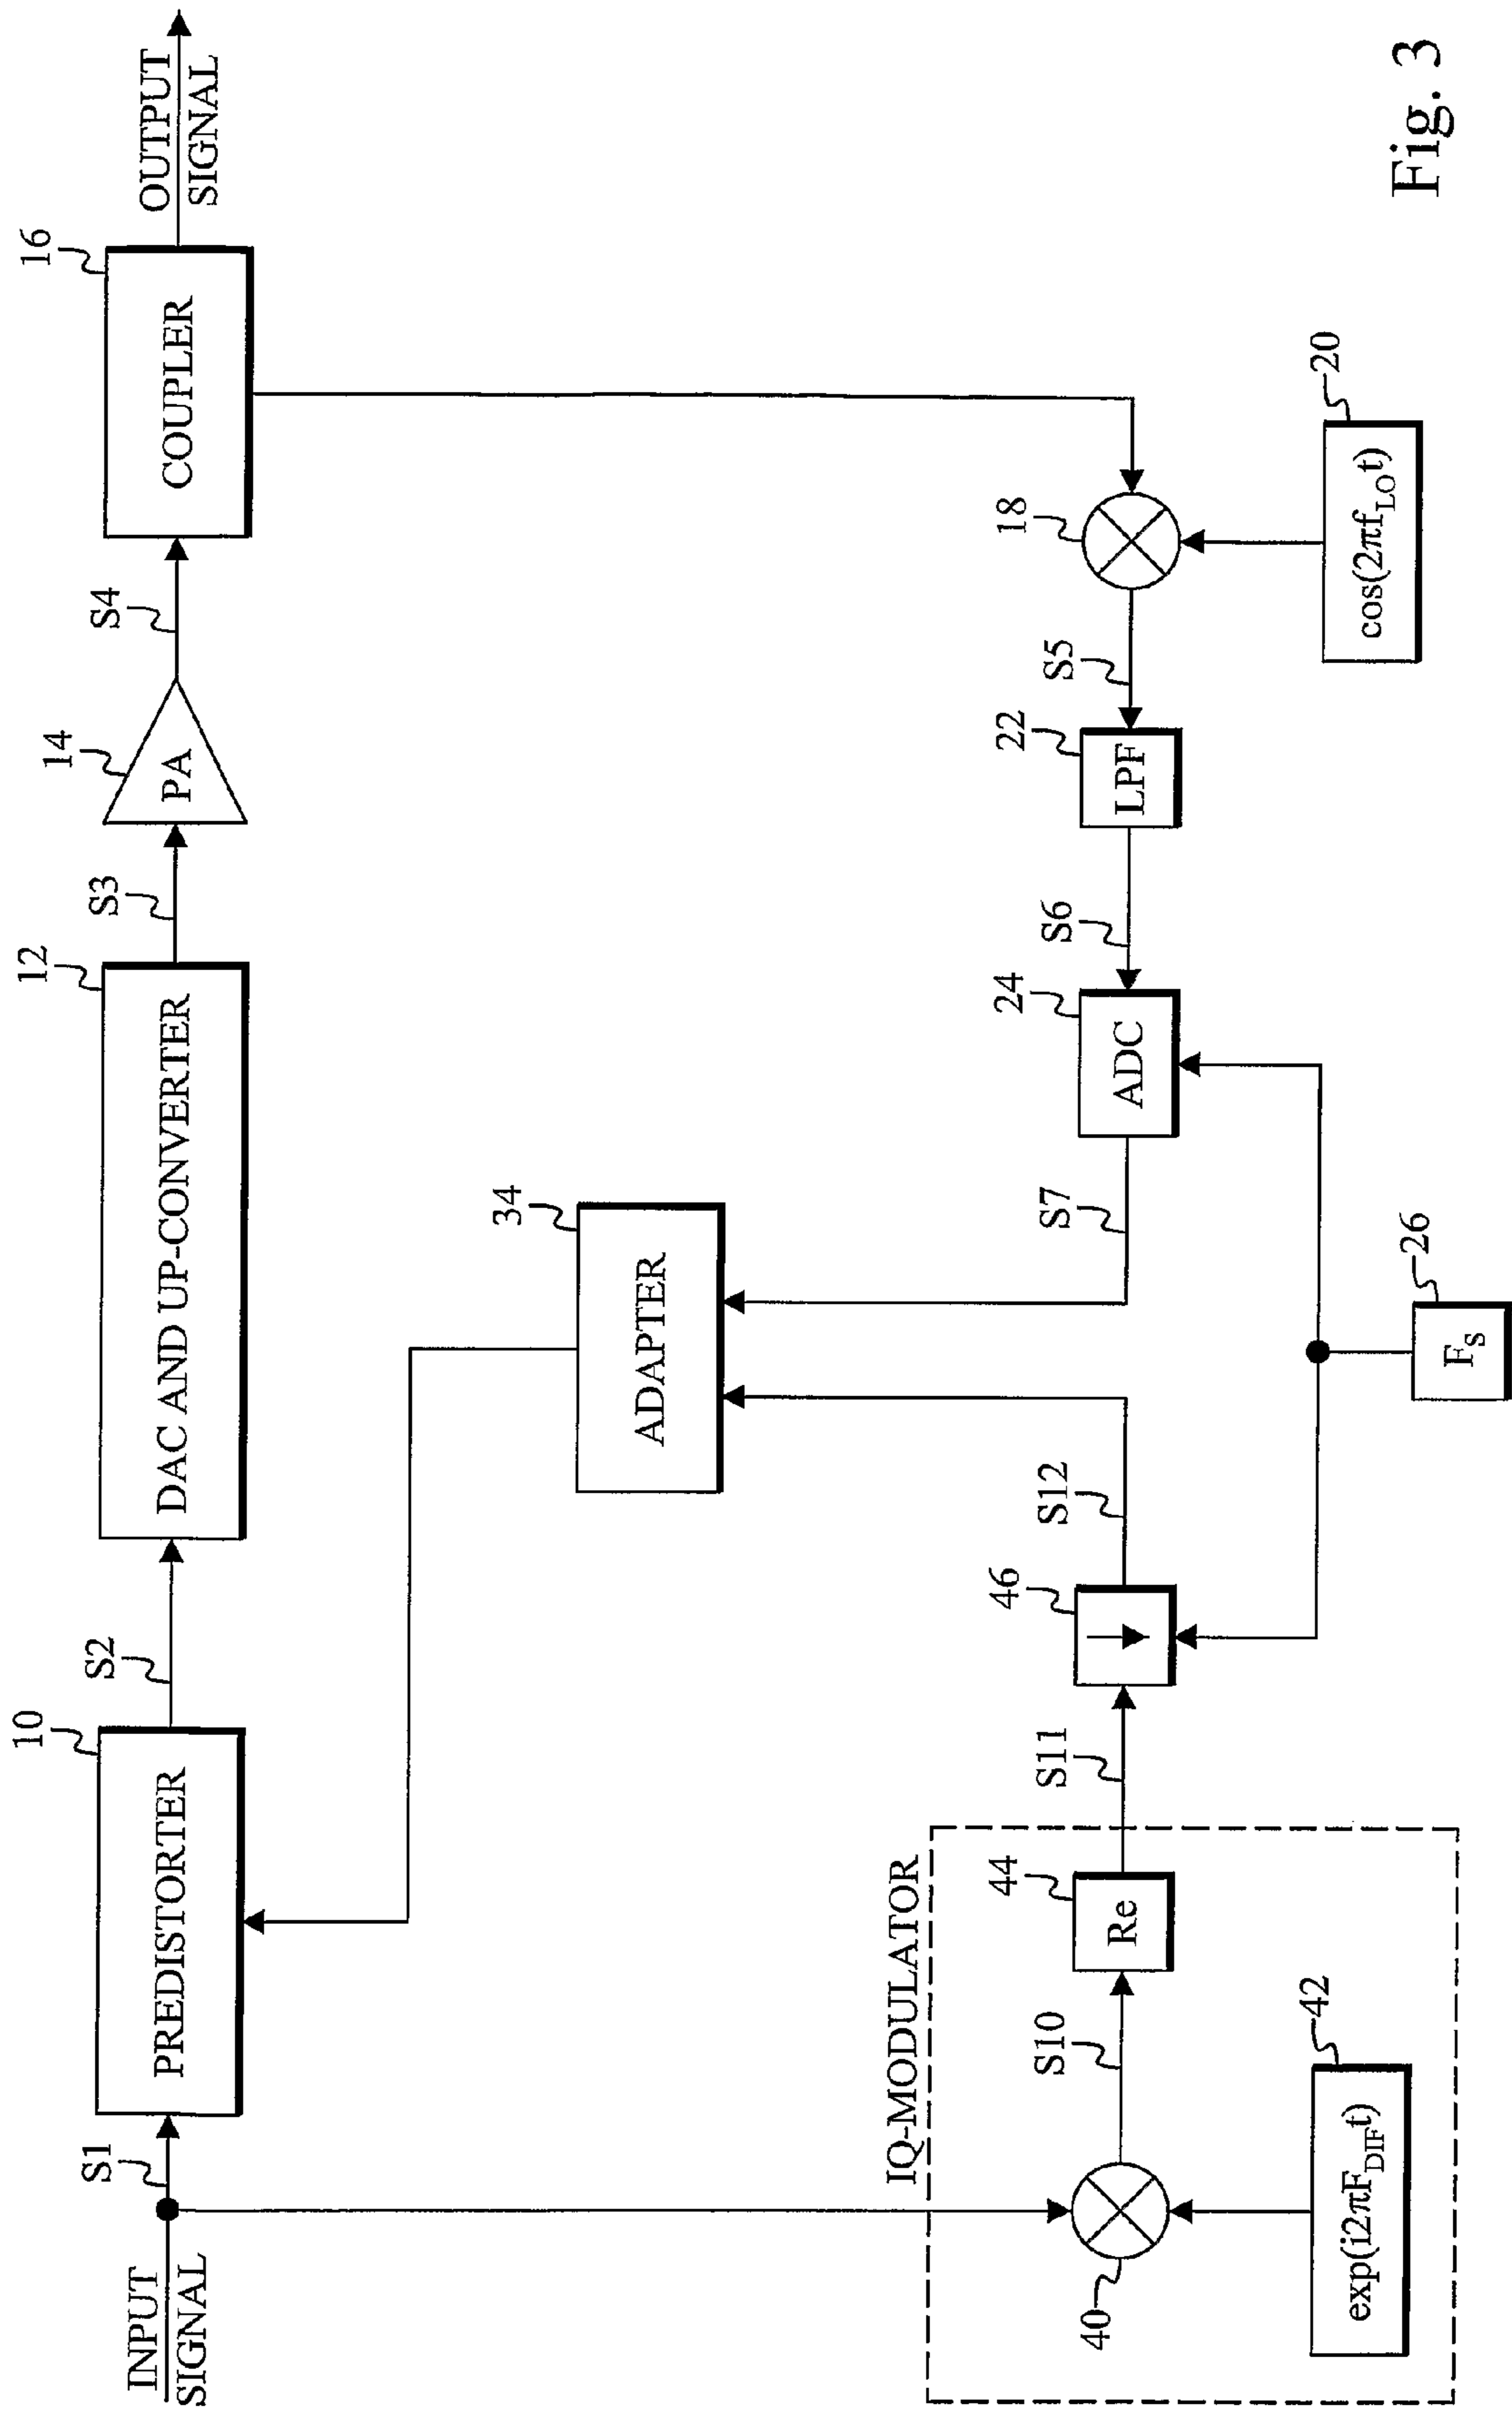 INPUT
SIGNAL
S1
10
PREDISTORTER
S2
12
DAC AND UP-CONVERTER
S3
14
PA
S4
16
COUPLER
OUTPUT
SIGNAL
34
ADAPTER
IQ-MODULATOR
40
S10
44
Re
S11
46
S12
S7
24
ADC
S6
22
LPF
S5
18
exp(i2πF_DIF t)
42
F_S
26
cos(2πf_LO t)
20
Fig. 3